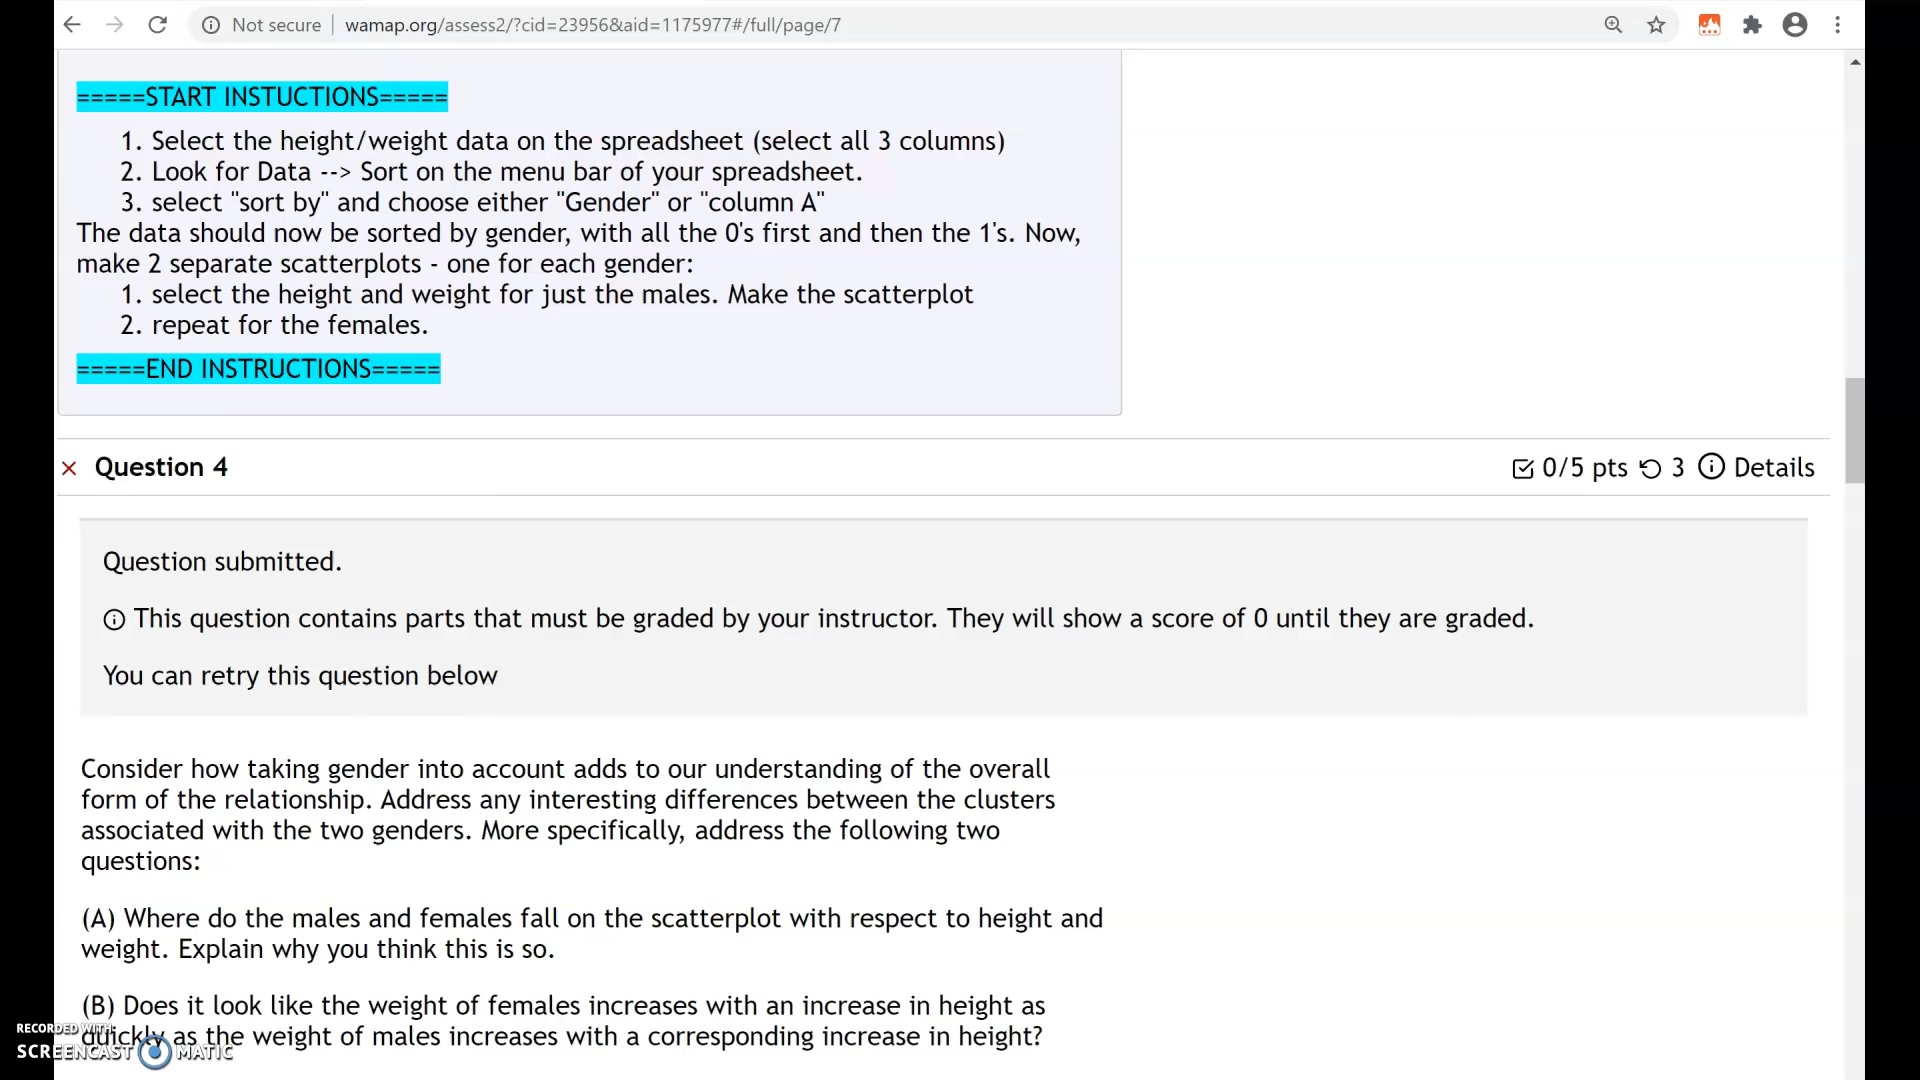 Not secure
wamap.org/assess2/?cid=23956&aid=1175977#/full/page/7
=====START INSTUCTIONS=====
1. Select the height/weight data on the spreadsheet (select all 3 columns)
2. Look for Data --> Sort on the menu bar of your spreadsheet.
3. select "sort by" and choose either "Gender" or "column A"
The data should now be sorted by gender, with all the 0's first and then the 1's. Now,
make 2 separate scatterplots - one for each gender:
1. select the height and weight for just the males. Make the scatterplot
2. repeat for the females.
=====END INSTRUCTIONS=====
Question 4
0/5 pts 3 Details
Question submitted.
This question contains parts that must be graded by your instructor. They will show a score of 0 until they are graded.
You can retry this question below
Consider how taking gender into account adds to our understanding of the overall
form of the relationship. Address any interesting differences between the clusters
associated with the two genders. More specifically, address the following two
questions:
(A) Where do the males and females fall on the scatterplot with respect to height and
weight. Explain why you think this is so.
(B) Does it look like the weight of females increases with an increase in height as
quickly as the weight of males increases with a corresponding increase in height?
RECORDED WITH
SCREENCAST MATIC